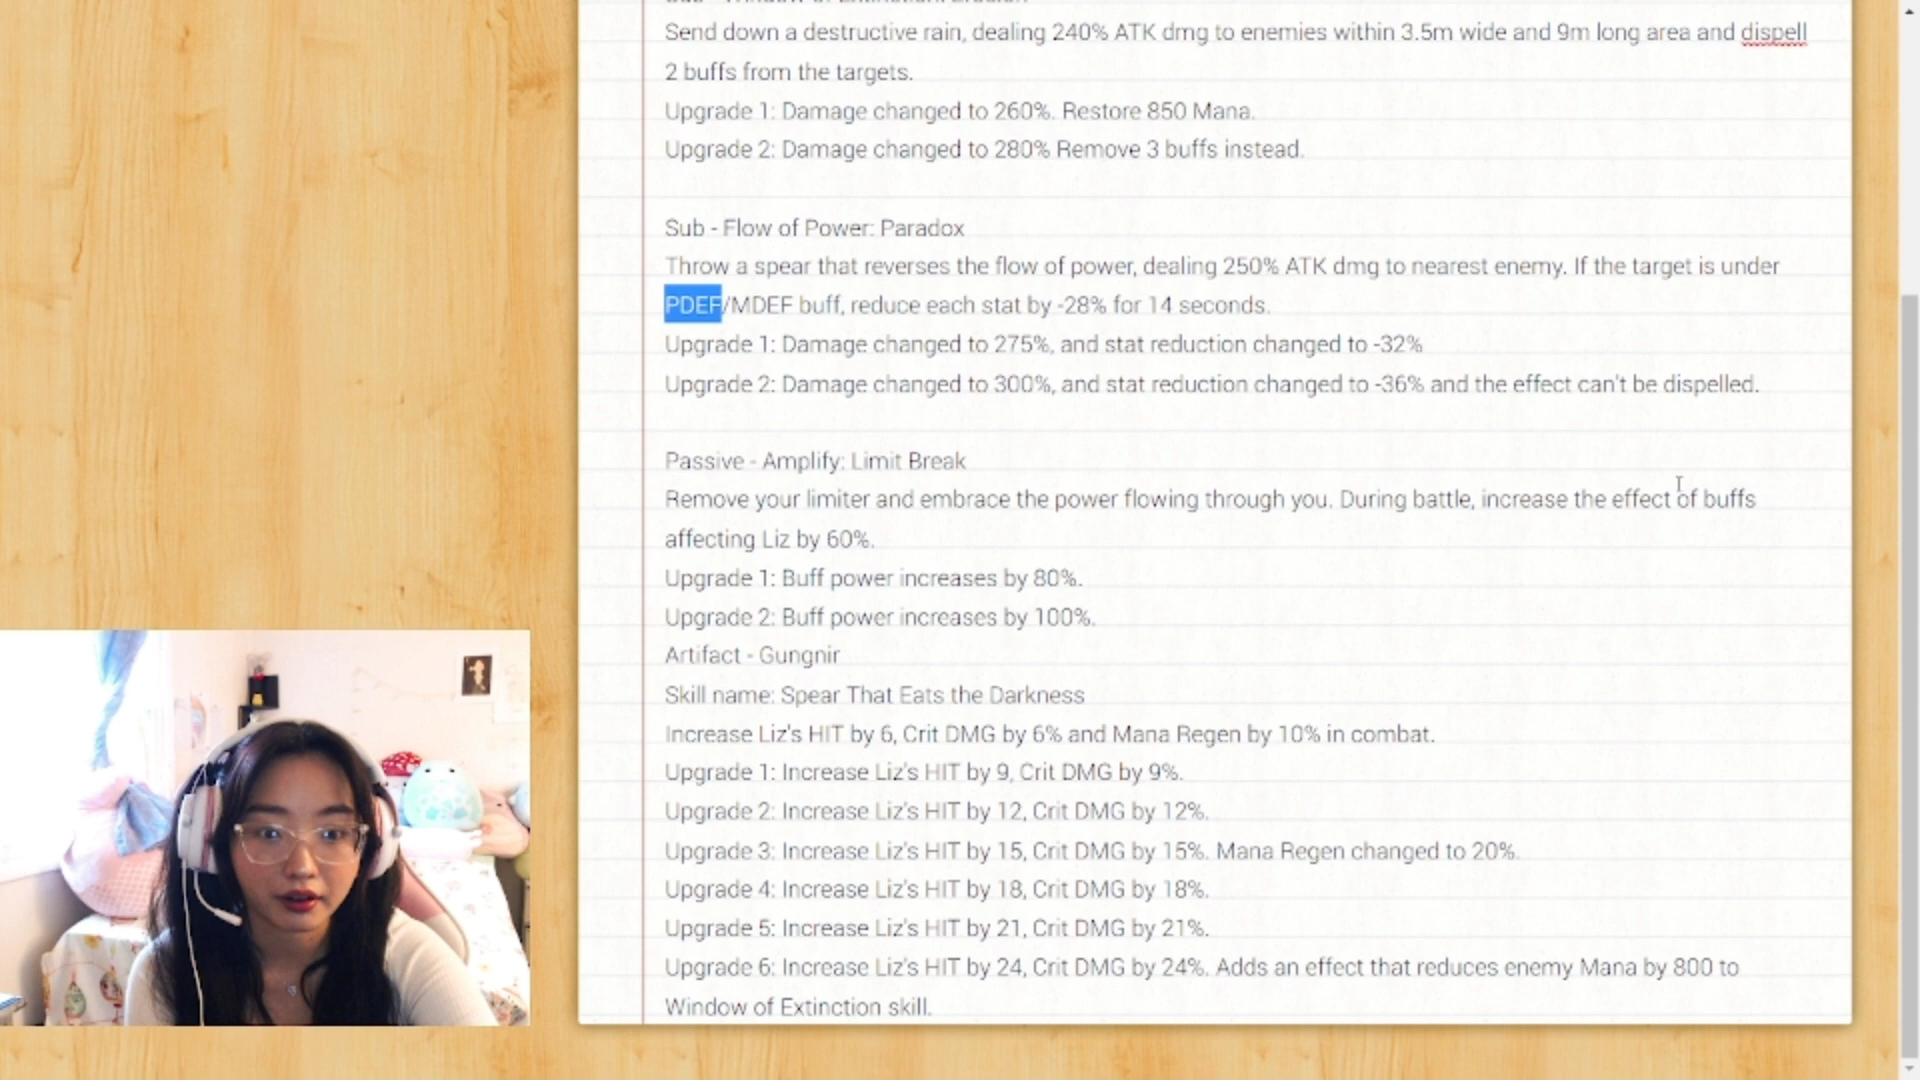 Send down a destructive rain, dealing 240% ATK dmg to enemies within 3.5m wide and 9m long area and dispell
2 buffs from the targets.
Upgrade 1: Damage changed to 260%. Restore 850 Mana.
Upgrade 2: Damage changed to 280% Remove 3 buffs instead.
Sub - Flow of Power: Paradox
Throw a spear that reverses the flow of power, dealing 250% ATK dmg to nearest enemy. If the target is under
PDEF/MDEF buff, reduce each stat by -28% for 14 seconds.
Upgrade 1: Damage changed to 275%, and stat reduction changed to -32%
Upgrade 2: Damage changed to 300%, and stat reduction changed to -36% and the effect can't be dispelled.
Passive - Amplify: Limit Break
Remove your limiter and embrace the power flowing through you. During battle, increase the effect of buffs
affecting Liz by 60%.
Upgrade 1: Buff power increases by 80%.
Upgrade 2: Buff power increases by 100%.
Artifact - Gungnir
Skill name: Spear That Eats the Darkness
Increase Liz's HIT by 6, Crit DMG by 6% and Mana Regen by 10% in combat.
Upgrade 1: Increase Liz's HIT by 9, Crit DMG by 9%.
Upgrade 2: Increase Liz's HIT by 12, Crit DMG by 12%.
Upgrade 3: Increase Liz's HIT by 15, Crit DMG by 15%. Mana Regen changed to 20%.
Upgrade 4: Increase Liz's HIT by 18, Crit DMG by 18%.
Upgrade 5: Increase Liz's HIT by 21, Crit DMG by 21%.
Upgrade 6: Increase Liz's HIT by 24, Crit DMG by 24%. Adds an effect that reduces enemy Mana by 800 to
Window of Extinction skill.